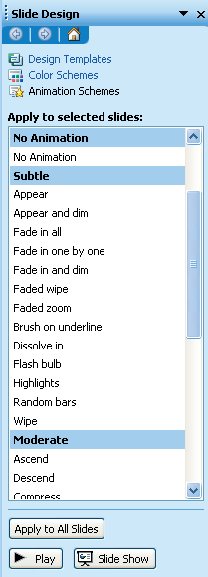 Slide Design
Design Templates
Color Schemes
Animation Schemes
Apply to selected slides:
No Animation
No Animation
Subtle
Appear
Appear and dim
Fade in all
Fade in one by one
Fade in and dim
Faded wipe
Faded zoom
Brush on underline
Dissolve in
Flash bulb
Highlights
Random bars
Wipe
Moderate
Ascend
Descend
Compress
Apply to All Slides
Play
Slide Show